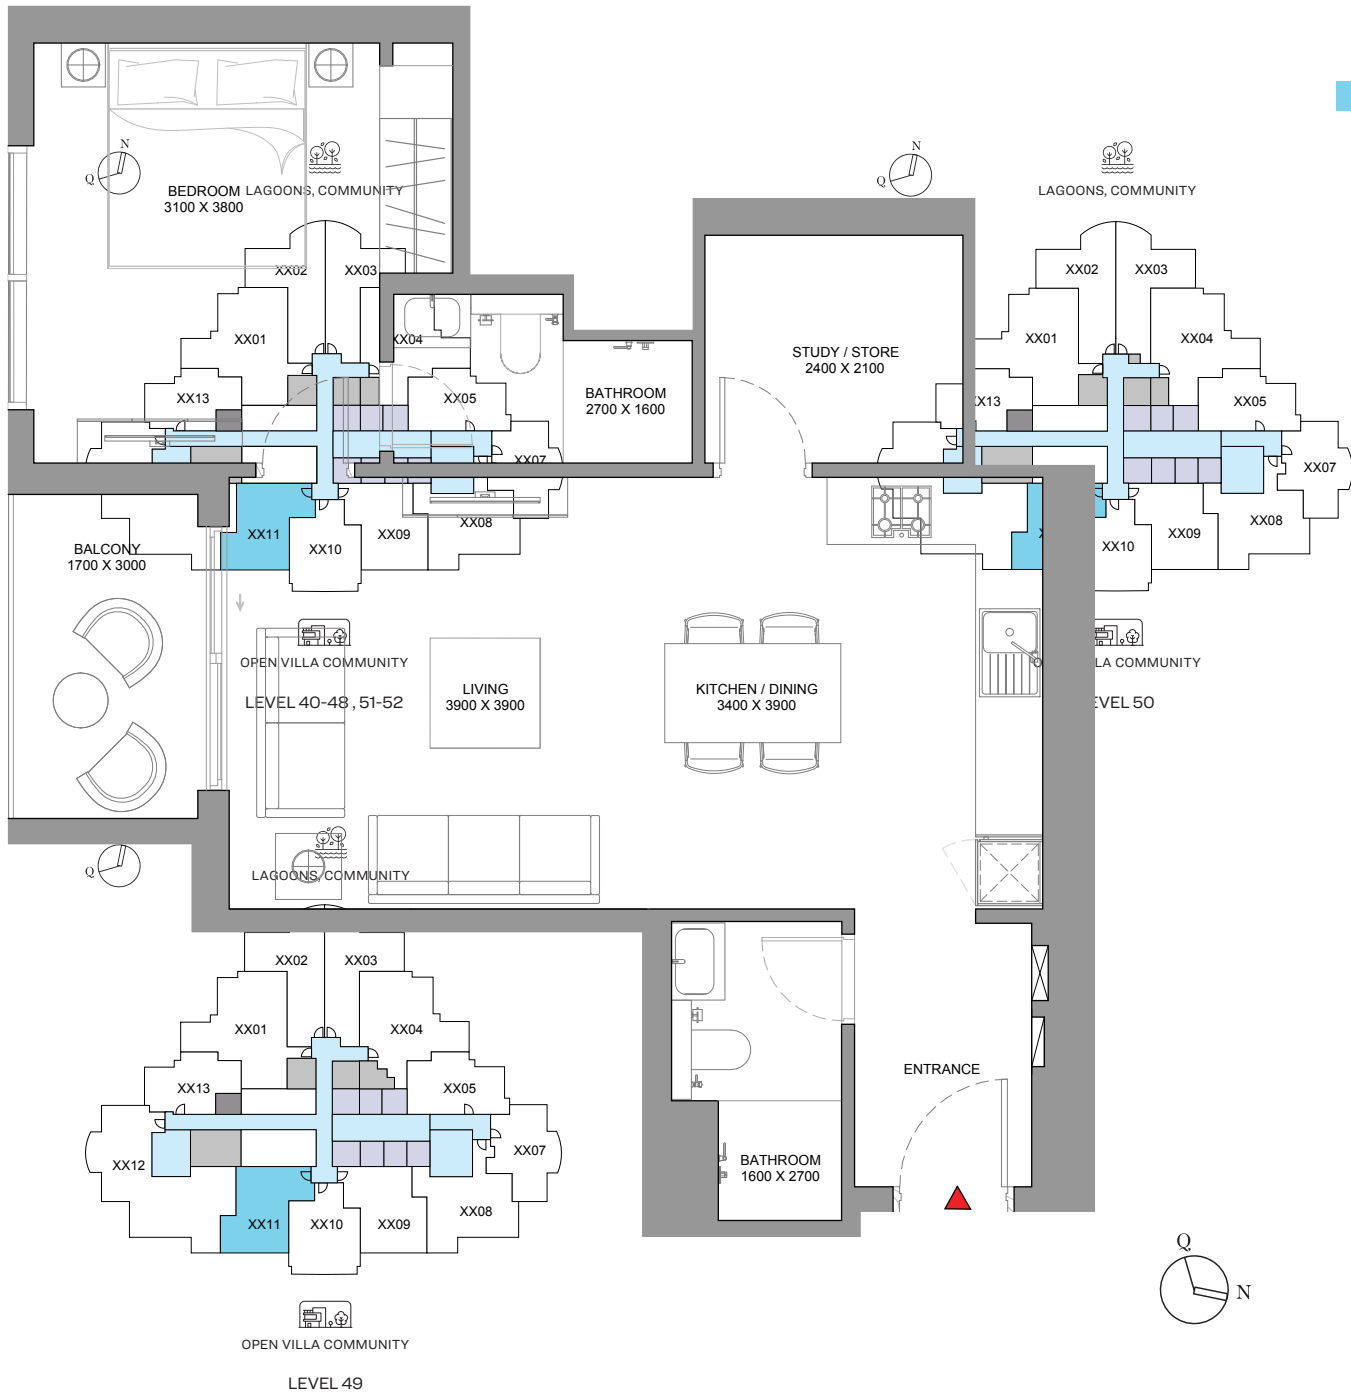 N
Q
BEDROOM
3100 X 3800
LAGOONS, COMMUNITY
N
Q
LAGOONS, COMMUNITY
XX02
XX03
XX01
XX04
XX13
XX05
XX07
XX11
XX10
XX09
XX08
BATHROOM
2700 X 1600
STUDY / STORE
2400 X 2100
XX02
XX03
XX01
XX04
XX13
XX05
XX07
XX10
XX09
XX08
BALCONY
1700 X 3000
OPEN VILLA COMMUNITY
LEVEL 40-48 , 51-52
LIVING
3900 X 3900
KITCHEN / DINING
3400 X 3900
LA COMMUNITY
EVEL 50
Q
LAGOONS, COMMUNITY
XX02
XX03
XX01
XX04
XX13
XX05
XX12
XX07
XX11
XX10
XX09
XX08
OPEN VILLA COMMUNITY
LEVEL 49
ENTRANCE
BATHROOM
1600 X 2700
Q
N